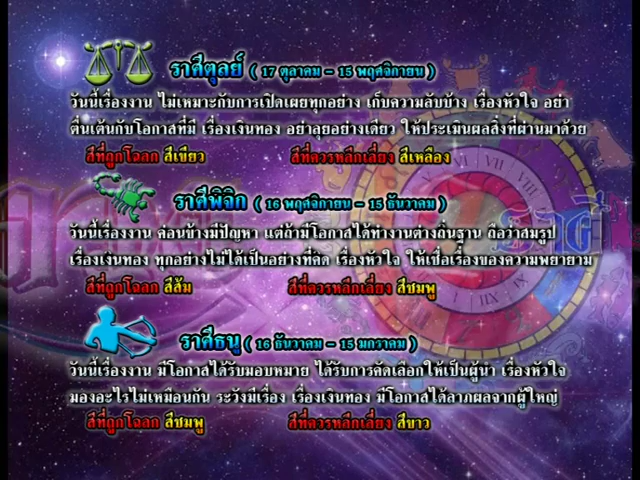 ราศีตุลย์ ( 17 ตุลาคม - 15 พฤศจิกายน )
วันนี้เรื่องงาน ไม่เหมาะกับการเปิดเผยทุกอย่าง เก็บความลับบ้าง เรื่องหัวใจ อย่า
ตื่นเต้นกับโอกาสที่มี เรื่องเงินทอง อย่าลุยอย่างเดียว ให้ประเมินผลสิ่งที่ผ่านมาด้วย
สีที่ถูกโฉลก สีเขียว สีที่ควรหลีกเลี่ยง สีเหลือง
ราศีพิจิก ( 16 พฤศจิกายน - 15 ธันวาคม )
วันนี้เรื่องงาน ค่อนข้างมีปัญหา แต่ถ้ามีโอกาสได้ทำงานต่างถิ่นฐาน ถือว่าสมรูป
เรื่องเงินทอง ทุกอย่างไม่ได้เป็นอย่างที่คิด เรื่องหัวใจ ให้เชื่อเรื่องของความพยายาม
สีที่ถูกโฉลก สีส้ม สีที่ควรหลีกเลี่ยง สีชมพู
ราศีธนู ( 16 ธันวาคม - 15 มกราคม )
วันนี้เรื่องงาน มีโอกาสได้รับมอบหมาย ได้รับการคัดเลือกให้เป็นผู้นำ เรื่องหัวใจ
มองอะไรไม่เหมือนกัน ระวังมีเรื่อง เรื่องเงินทอง มีโอกาสได้ลาภผลจากผู้ใหญ่
สีที่ถูกโฉลก สีชมพู สีที่ควรหลีกเลี่ยง สีขาว